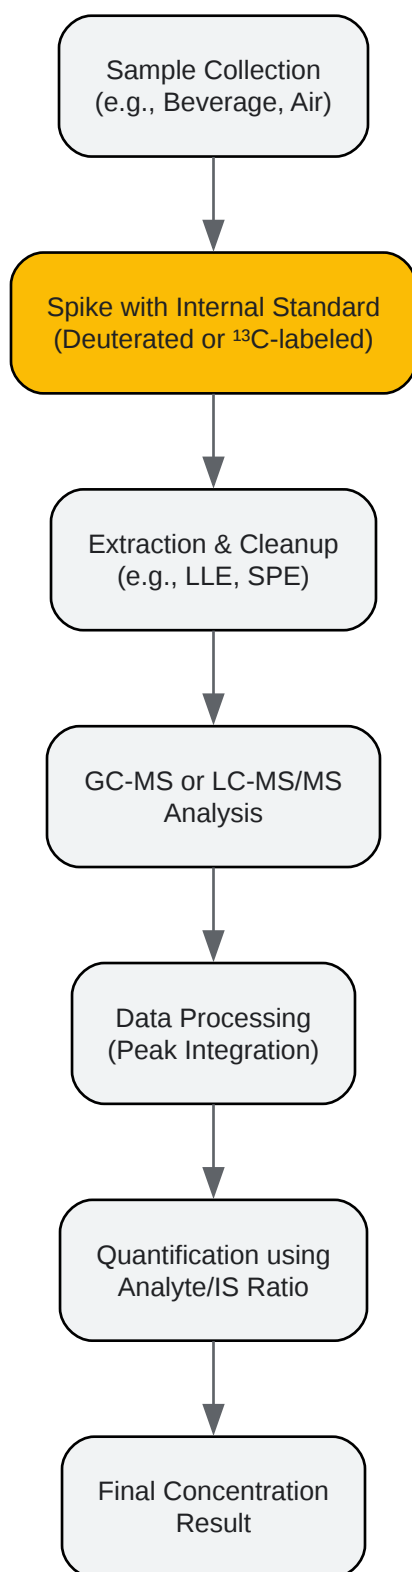 Sample Collection
(e.g., Beverage, Air)
Spike with Internal Standard
(Deuterated or ¹³C-labeled)
Extraction & Cleanup
(e.g., LLE, SPE)
GC-MS or LC-MS/MS
Analysis
Data Processing
(Peak Integration)
Quantification using
Analyte/IS Ratio
Final Concentration
Result